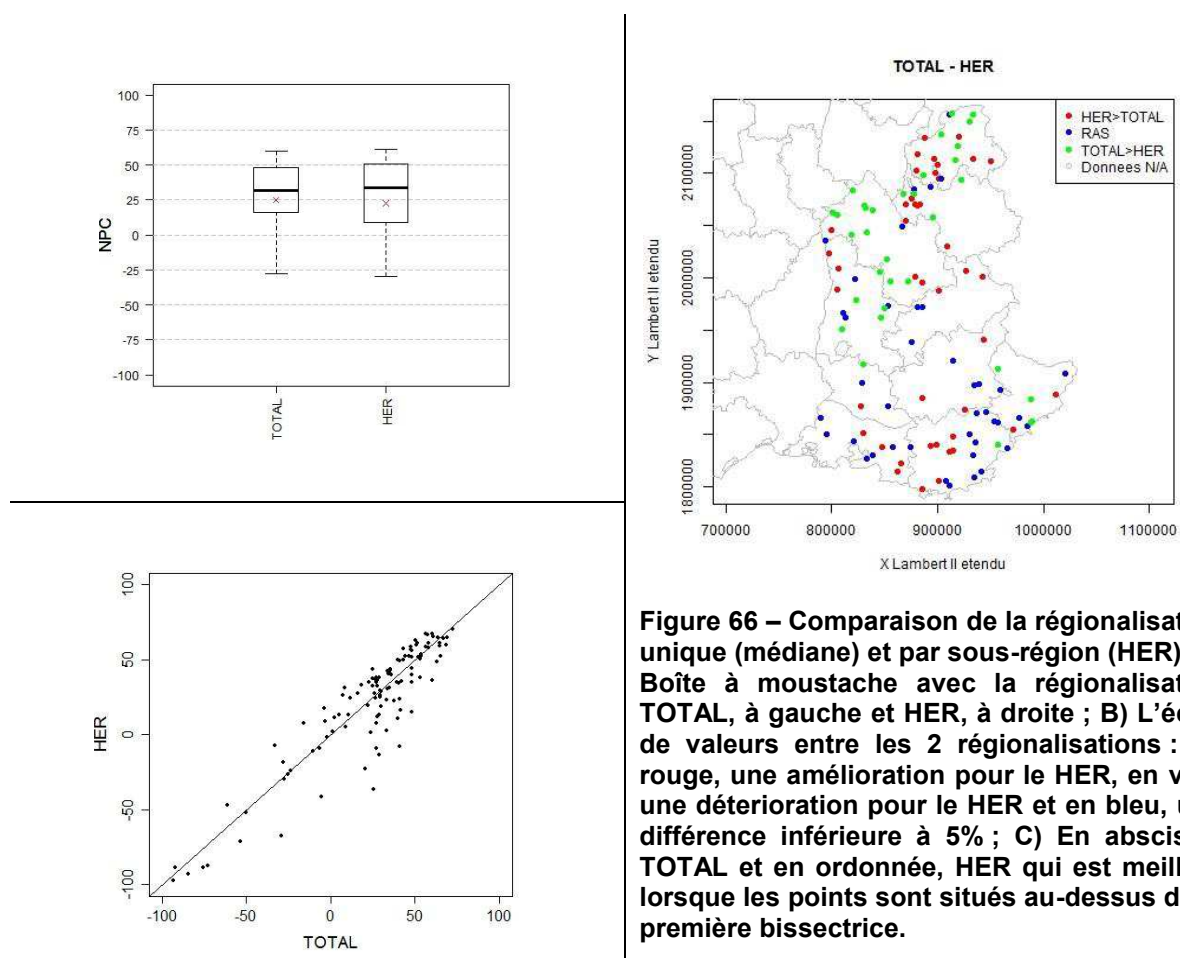 100
75
50
25
0
-25
-50
-75
-100
NPC
TOTAL
HER
TOTAL - HER
HER>TOTAL
RAS
TOTAL>HER
Donnees N/A
2100000
2000000
1900000
1800000
Y Lambert II etendu
700000 800000 900000 1000000 1100000
X Lambert II etendu
100
50
0
-50
-100
HER
-100 -50 0 50 100
TOTAL
Figure 66 – Comparaison de la régionalisat
unique (médiane) et par sous-région (HER)
Boîte à moustache avec la régionalisat
TOTAL, à gauche et HER, à droite ; B) L'é
de valeurs entre les 2 régionalisations :
rouge, une amélioration pour le HER, en v
une déterioration pour le HER et en bleu, u
différence inférieure à 5% ; C) En abscis
TOTAL et en ordonnée, HER qui est meill
lorsque les points sont situés au-dessus d
première bissectrice.